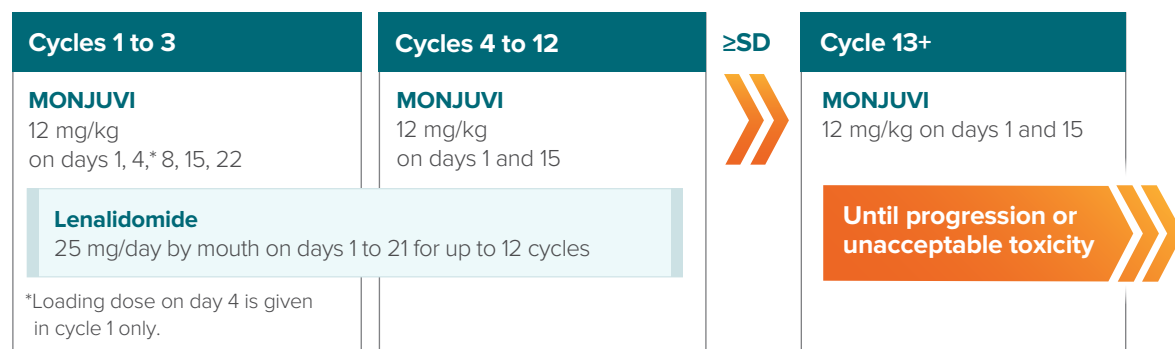 Cycles 1 to 3
MONJUVI
12 mg/kg
on days 1, 4,* 8, 15, 22
Cycles 4 to 12
MONJUVI
12 mg/kg
on days 1 and 15
Lenalidomide
25 mg/day by mouth on days 1 to 21 for up to 12 cycles
*Loading dose on day 4 is given
in cycle 1 only.
≥SD
Cycle 13+
MONJUVI
12 mg/kg on days 1 and 15
Until progression or
unacceptable toxicity